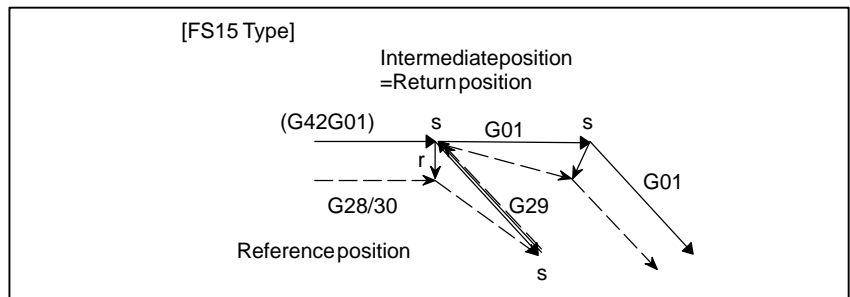 [FS15 Type]
Intermediateposition
=Returnposition
(G42G01)
s
G01
s
r
G01
G28/30
G29
Referenceposition
s